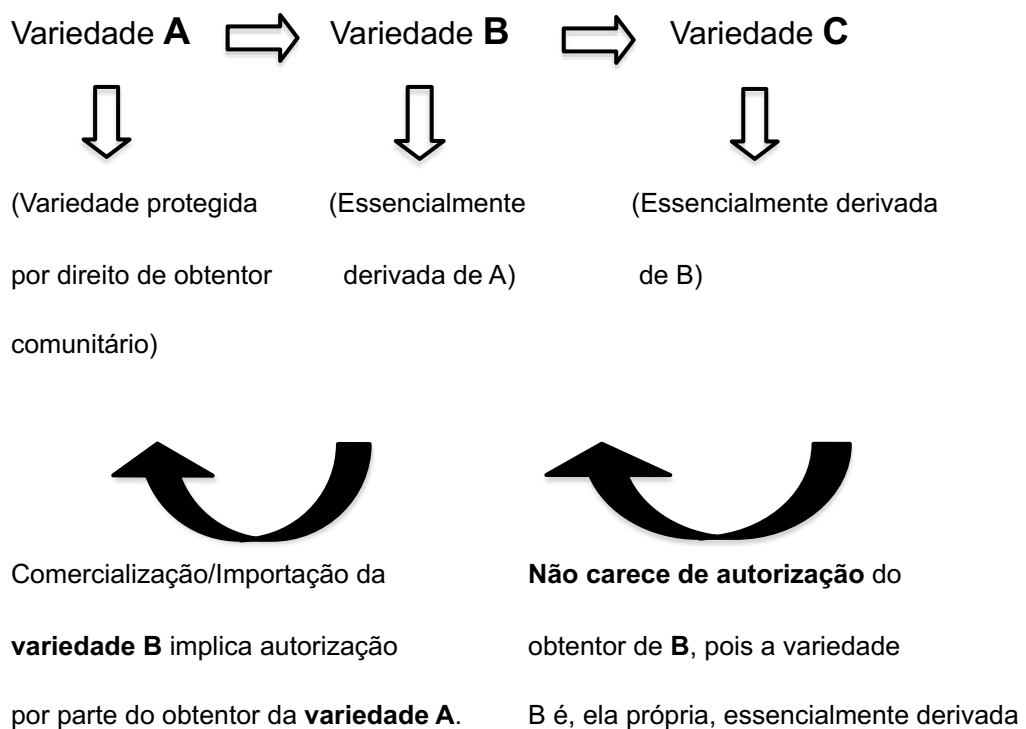 Variedade A Variedade B Variedade C
(Variedade protegida (Essencialmente (Essencialmente derivada
por direito de obtentor derivada de A) de B)
comunitário)
Comercialização/Importação da Não carece de autorização do
variedade B implica autorização obtentor de B, pois a variedade
por parte do obtentor da variedade A. B é, ela própria, essencialmente derivada